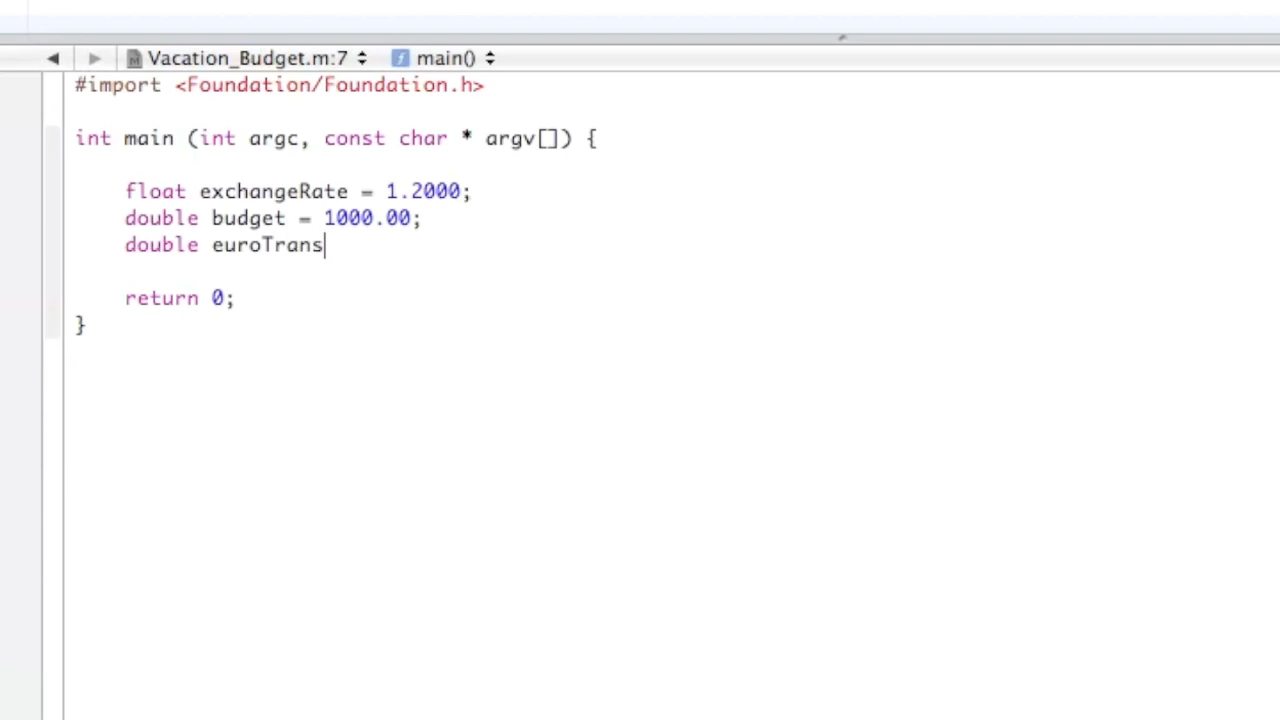 Vacation_Budget.m:7 main()
#import <Foundation/Foundation.h>
int main (int argc, const char * argv[]) {
float exchangeRate = 1.2000;
double budget = 1000.00;
double euroTrans
return 0;
}